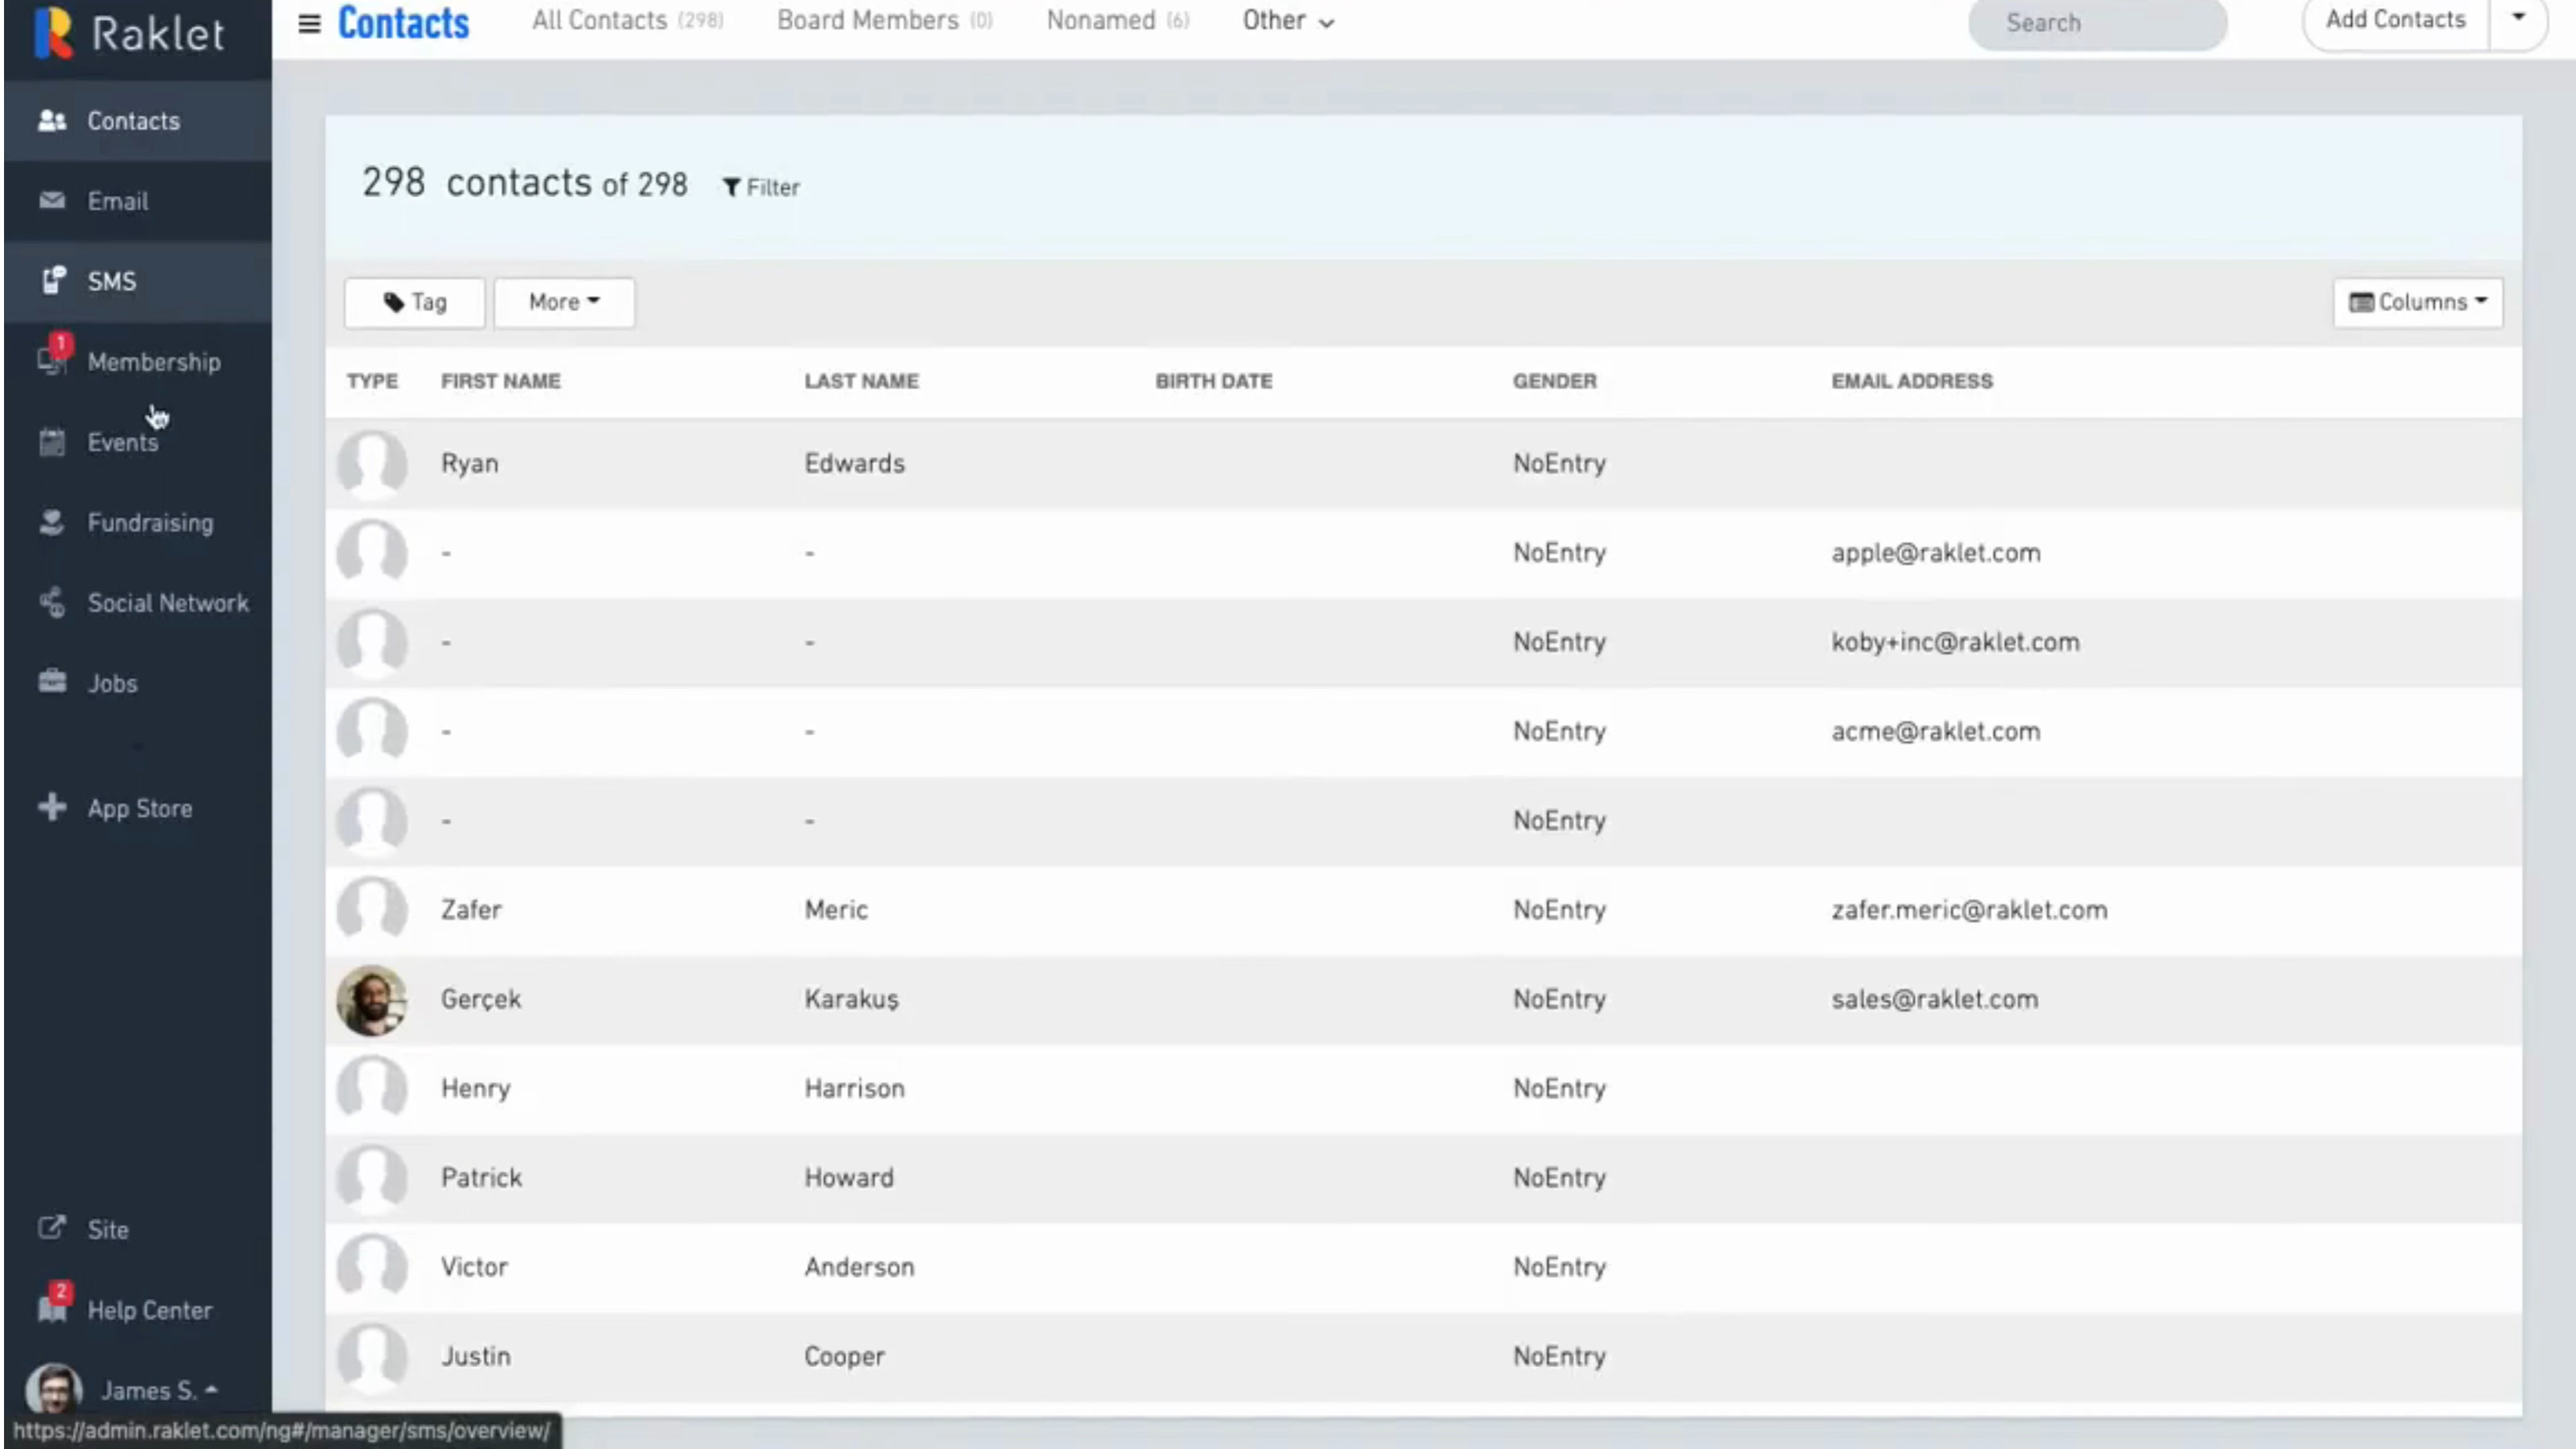 Raklet
Contacts
All Contacts (298)
Board Members (0)
Nonamed (6)
Other
Search
Add Contacts
Contacts
Email
SMS
1
Membership
Events
Fundraising
Social Network
Jobs
App Store
Site
2
Help Center
James S.
https://admin.raklet.com/ng#/manager/sms/overview/
298 contacts of 298 Filter
Tag More Columns
TYPE FIRST NAME LAST NAME BIRTH DATE GENDER EMAIL ADDRESS
Ryan Edwards NoEntry
- - NoEntry apple@raklet.com
- - NoEntry koby+inc@raklet.com
- - NoEntry acme@raklet.com
- - NoEntry
Zafer Meric NoEntry zafer.meric@raklet.com
Gerçek Karakuş NoEntry sales@raklet.com
Henry Harrison NoEntry
Patrick Howard NoEntry
Victor Anderson NoEntry
Justin Cooper NoEntry